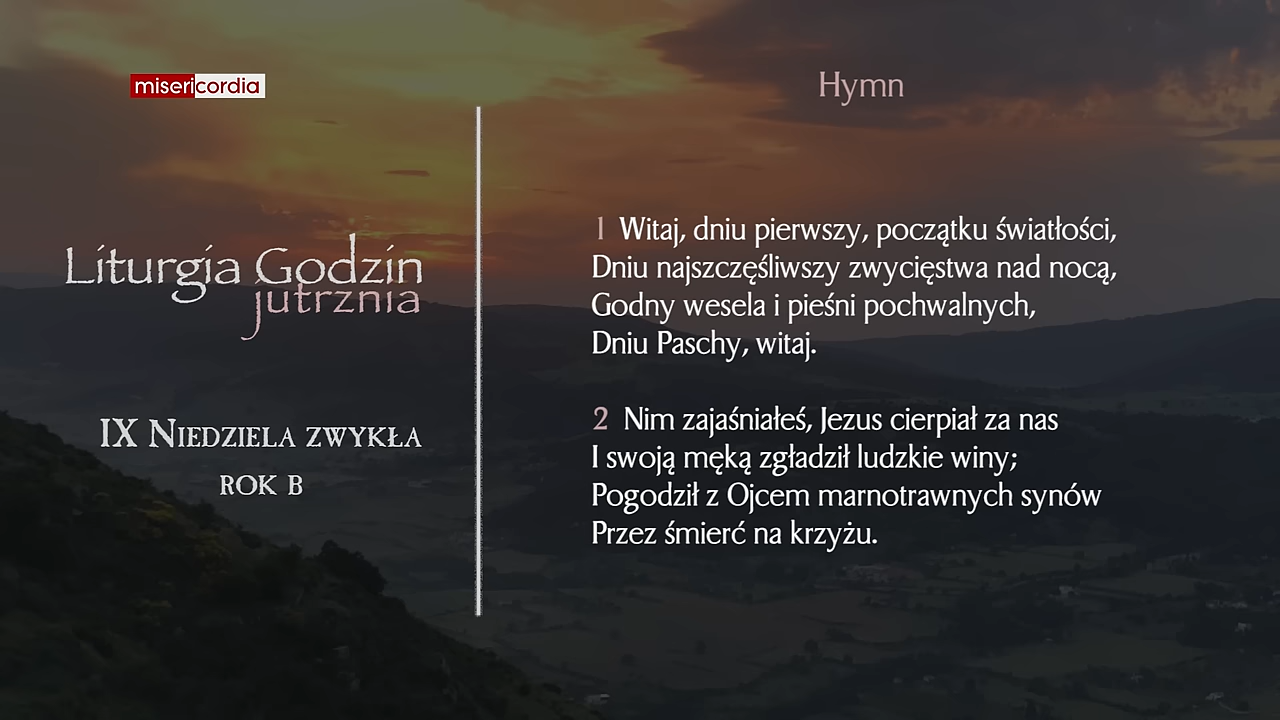 misericordia
Liturgia Godzin
jutrznia
IX Niedziela zwykła
rok B
Hymn
1 Witaj, dniu pierwszy, początku światłości,
Dniu najszczęśliwszy zwycięstwa nad nocą,
Godny wesela i pieśni pochwalnych,
Dniu Paschy, witaj.
2 Nim zajaśniałeś, Jezus cierpiał za nas
I swoją męką zgładził ludzkie winy;
Pogodził z Ojcem marnotrawnych synów
Przez śmierć na krzyżu.